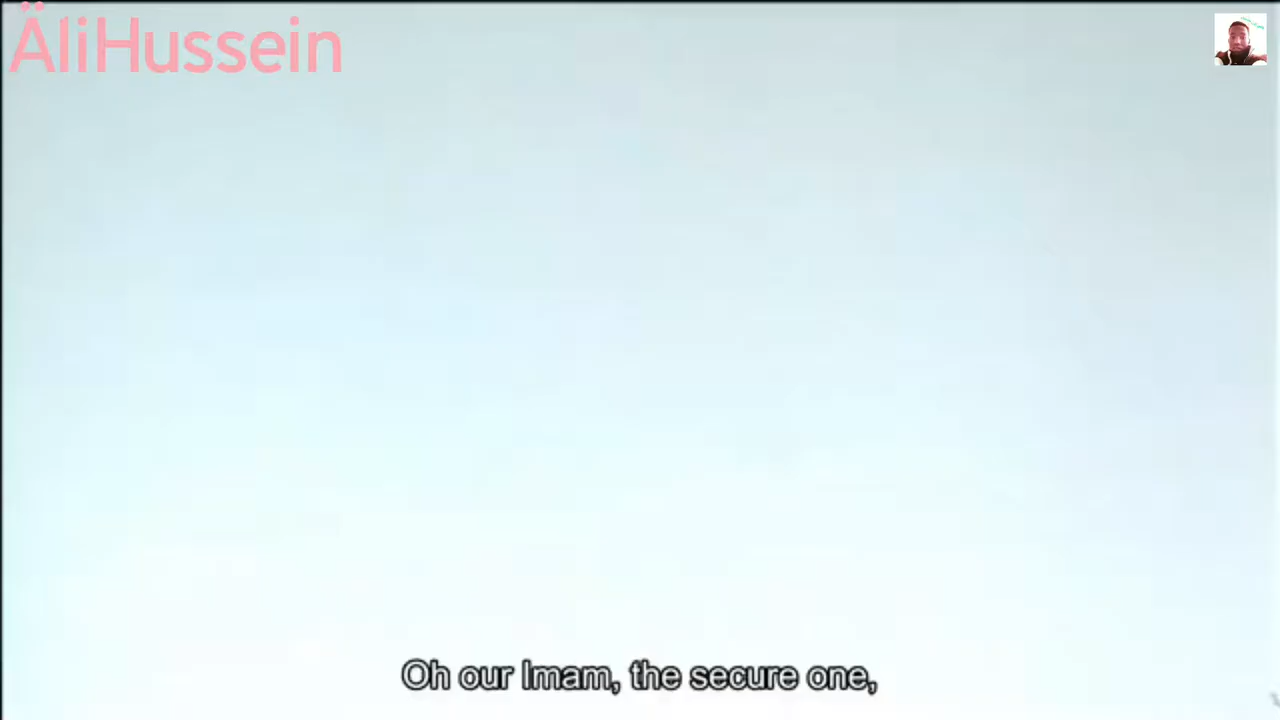 ÄliHussein
Oh our Imam, the secure one,